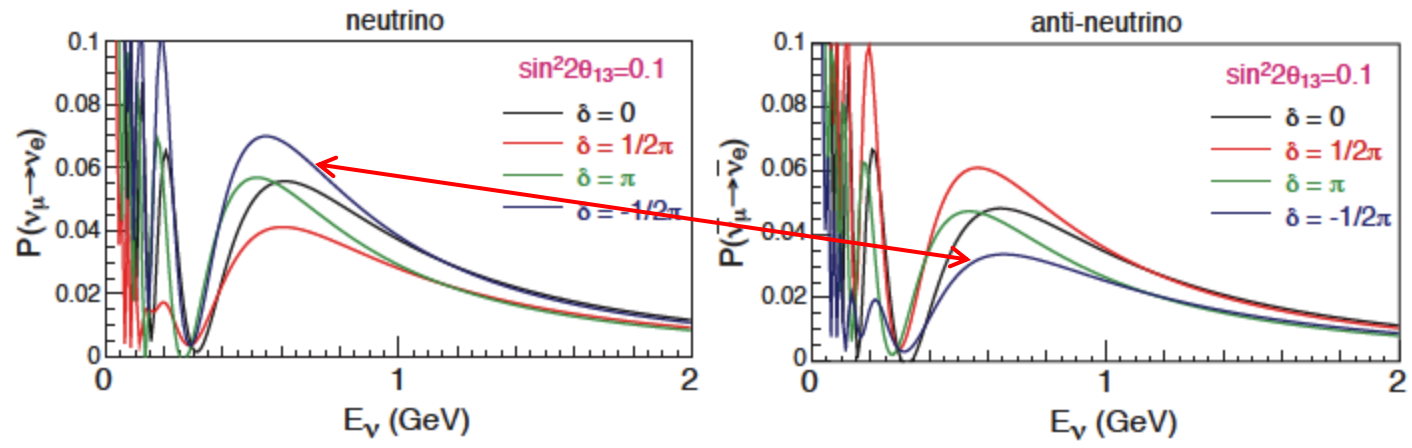 neutrino
0.1
0.08
0.06
0.04
0.02
0
0
1
2
P(νμ→νe)
Eν (GeV)
sin²2θ₁₃=0.1
δ = 0
δ = 1/2π
δ = π
δ = -1/2π
anti-neutrino
0.1
0.08
0.06
0.04
0.02
0
0
1
2
P(ν̅μ→ν̅e)
Eν (GeV)
sin²2θ₁₃=0.1
δ = 0
δ = 1/2π
δ = π
δ = -1/2π